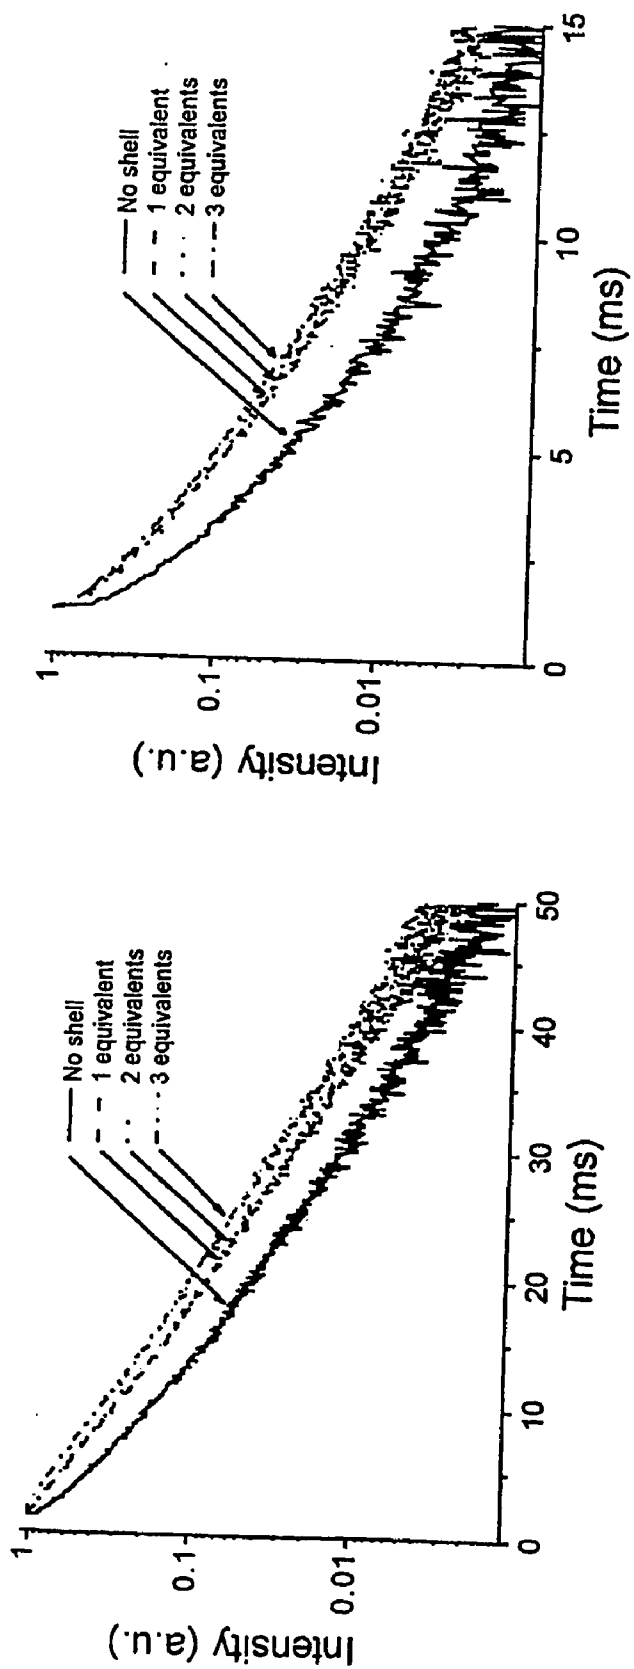 No shell
1 equivalent
2 equivalents
3 equivalents
1
0.1
0.01
Intensity (a.u.)
0
10
20
30
40
50
Time (ms)
No shell
1 equivalent
2 equivalents
3 equivalents
1
0.1
0.01
Intensity (a.u.)
0
5
10
15
Time (ms)